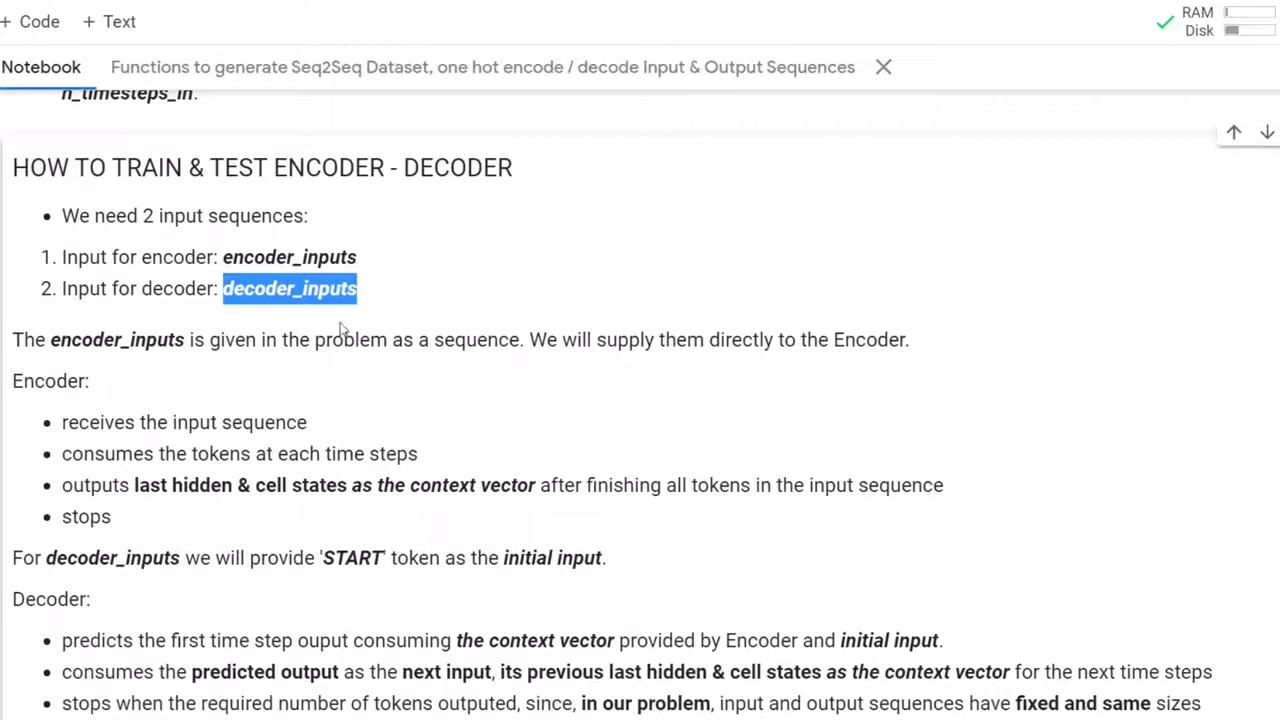 + Code + Text
RAM
Disk
Notebook Functions to generate Seq2Seq Dataset, one hot encode / decode Input & Output Sequences
n_timesteps_in.
HOW TO TRAIN & TEST ENCODER - DECODER
• We need 2 input sequences:
1. Input for encoder: encoder_inputs
2. Input for decoder: decoder_inputs
The encoder_inputs is given in the problem as a sequence. We will supply them directly to the Encoder.
Encoder:
• receives the input sequence
• consumes the tokens at each time steps
• outputs last hidden & cell states as the context vector after finishing all tokens in the input sequence
• stops
For decoder_inputs we will provide 'START' token as the initial input.
Decoder:
• predicts the first time step ouput consuming the context vector provided by Encoder and initial input.
• consumes the predicted output as the next input, its previous last hidden & cell states as the context vector for the next time steps
• stops when the required number of tokens outputed, since, in our problem, input and output sequences have fixed and same sizes